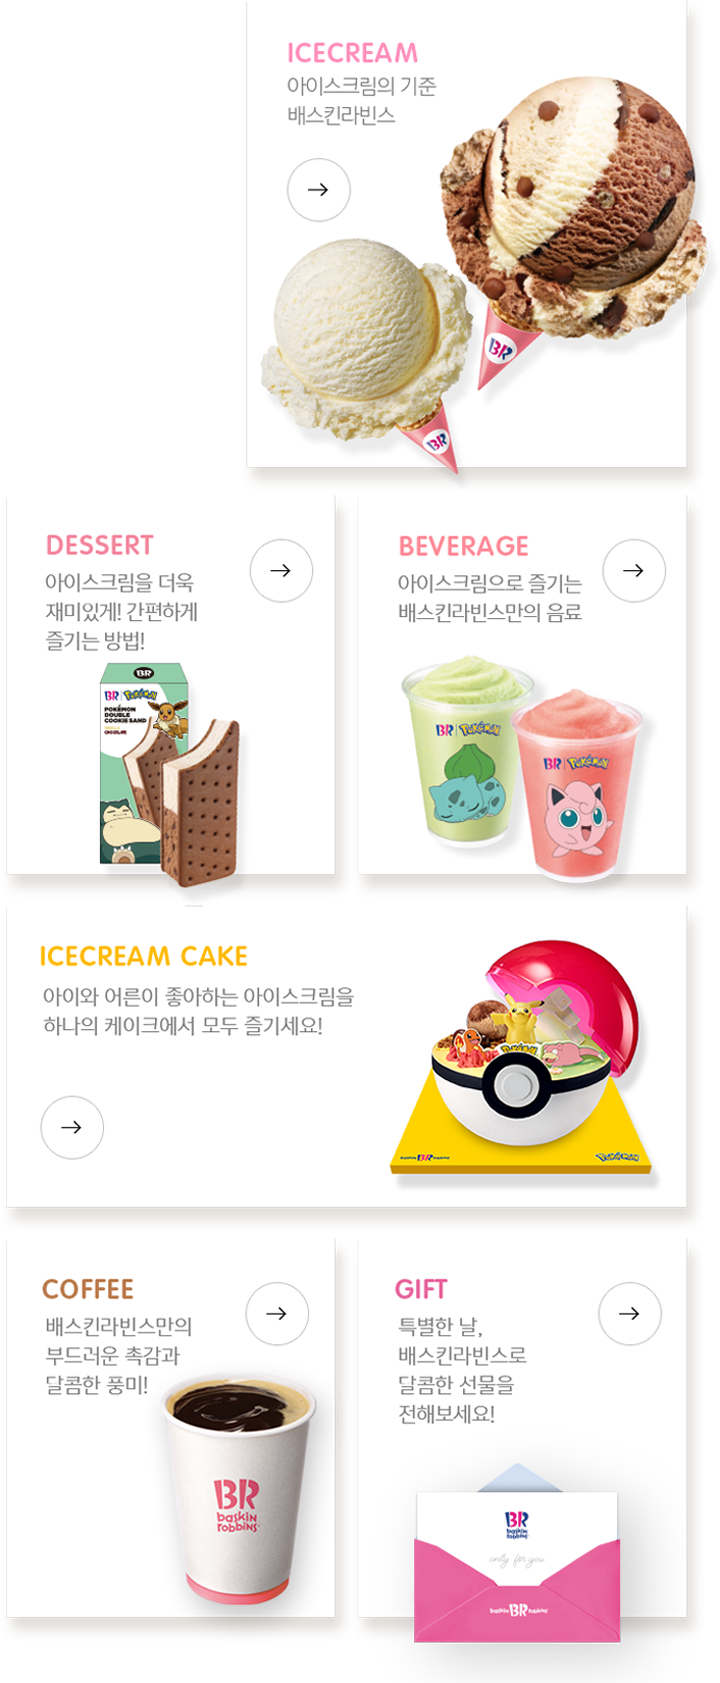 ICECREAM
아이스크림의 기준
배스킨라빈스
BR
BR
DESSERT
아이스크림을 더욱
재미있게! 간편하게
즐기는 방법!
BR
BR | Pokémon
POKÉMON
DOUBLE
COOKIE SAND
CHOCOLATE
BEVERAGE
아이스크림으로 즐기는
배스킨라빈스만의 음료
BR | Pokémon
BR | Pokémon
ICECREAM CAKE
아이와 어른이 좋아하는 아이스크림을
하나의 케이크에서 모두 즐기세요!
Pokémon
baskin BR robbins
Pokémon
COFFEE
배스킨라빈스만의
부드러운 촉감과
달콤한 풍미!
BR
baskin
robbins
GIFT
특별한 날,
배스킨라빈스로
달콤한 선물을
전해보세요!
BR
baskin
robbins
only for you
baskin BR robbins